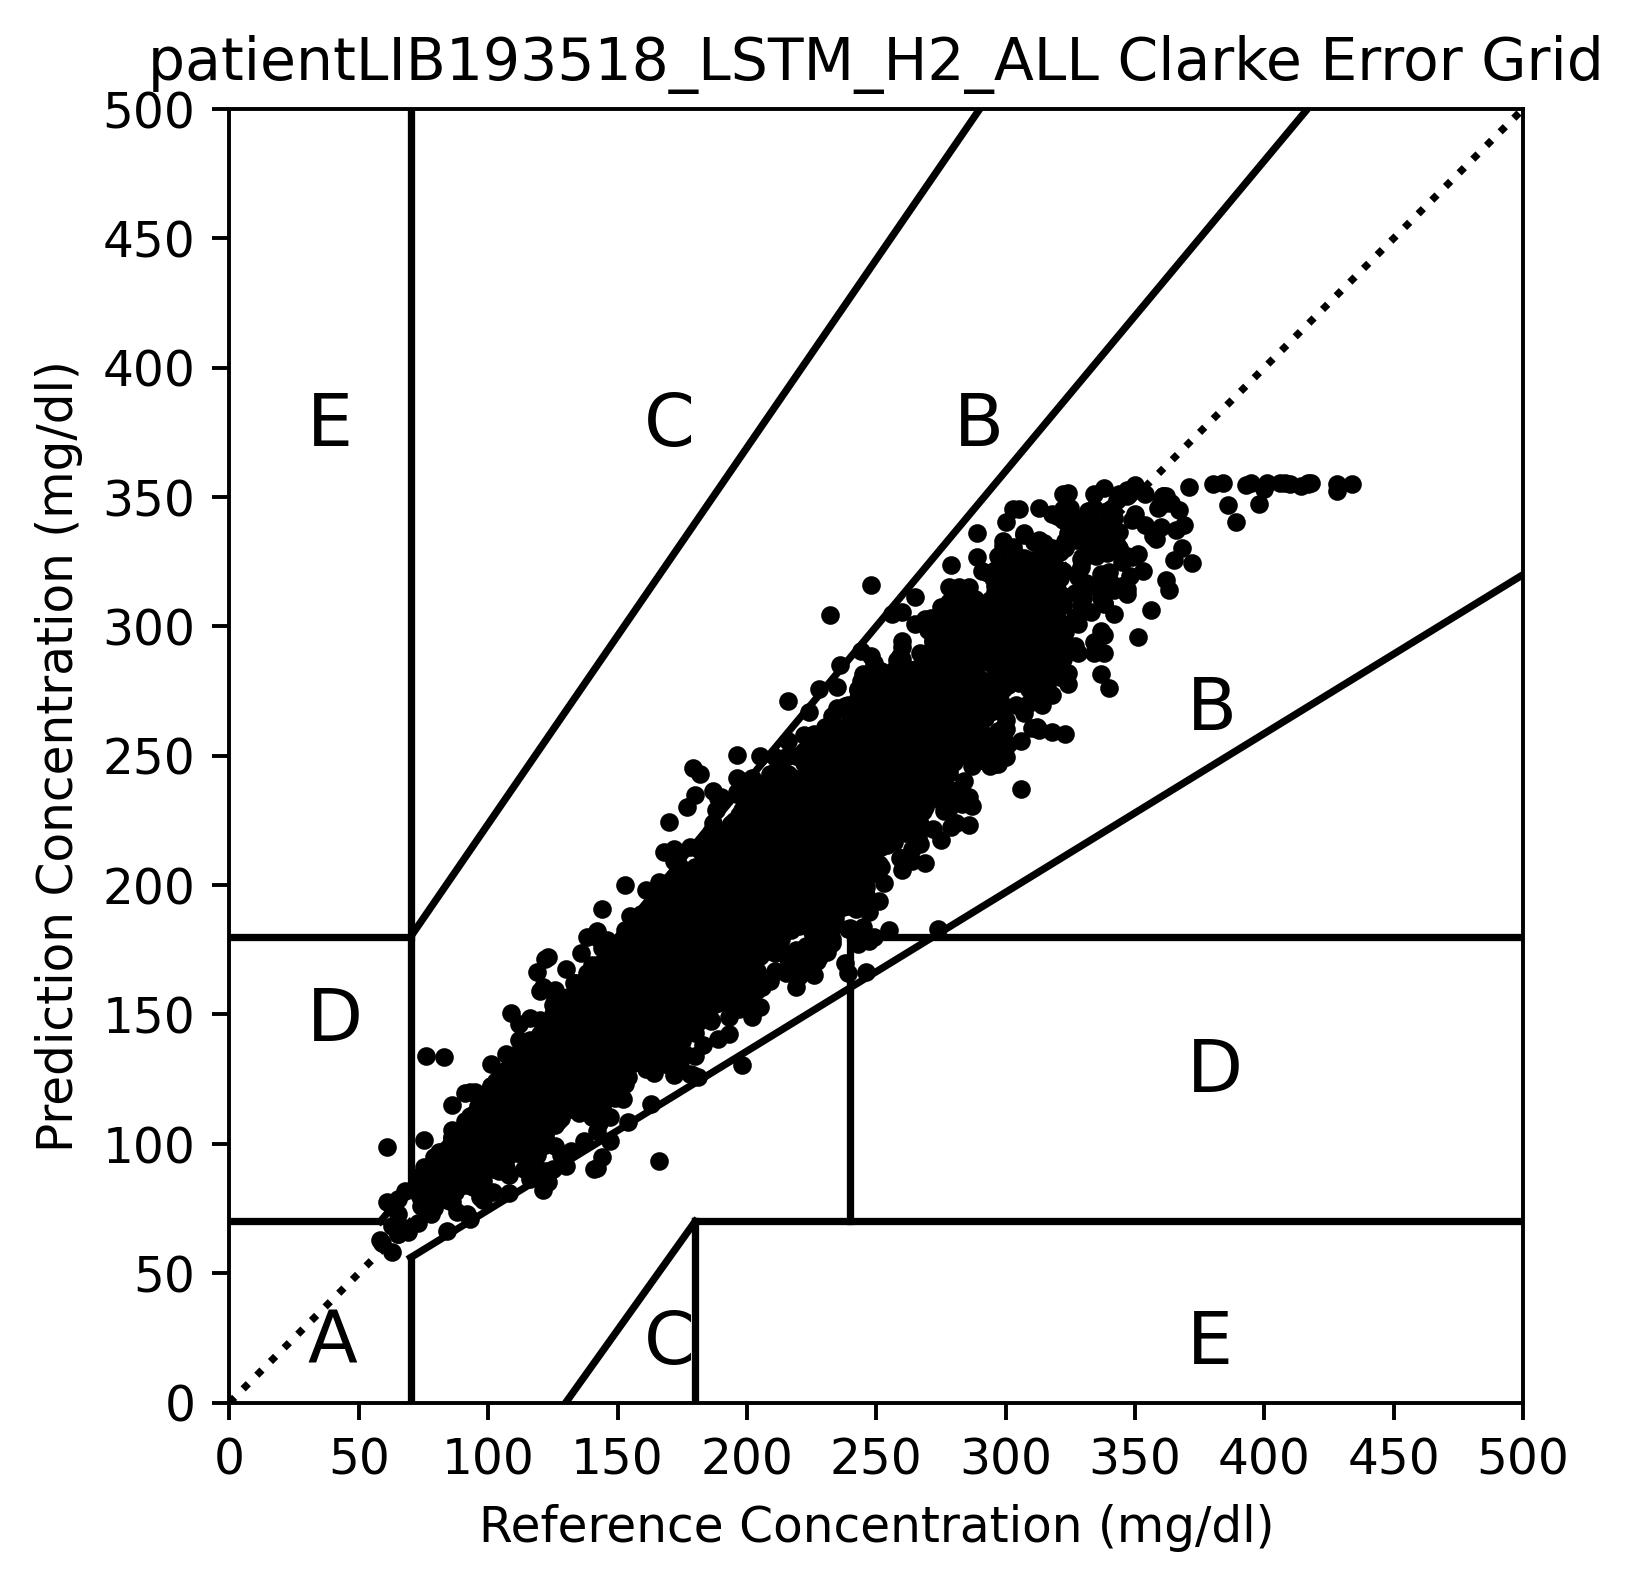 patientLIB193518_LSTM_H2_ALL Clarke Error Grid
Prediction Concentration (mg/dl)
500
450
400
350
300
250
200
150
100
50
0
E
C
B
B
D
D
A
C
E
0 50 100 150 200 250 300 350 400 450 500
Reference Concentration (mg/dl)